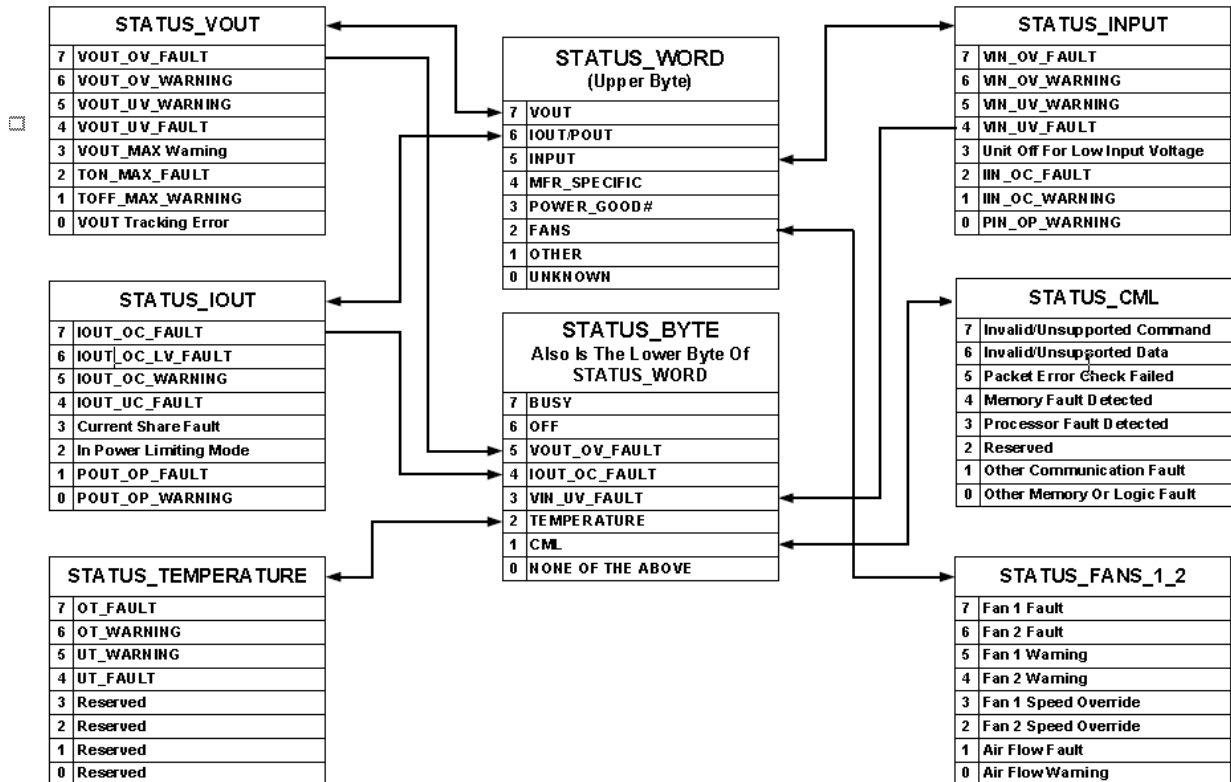 STATUS_VOUT
7 VOUT_OV_FAULT
6 VOUT_OV_WARNING
5 VOUT_UV_WARNING
4 VOUT_UV_FAULT
3 VOUT_MAX Warning
2 TON_MAX_FAULT
1 TOFF_MAX_WARNING
0 VOUT Tracking Error
STATUS_IOUT
7 IOUT_OC_FAULT
6 IOUT_OC_LV_FAULT
5 IOUT_OC_WARNING
4 IOUT_UC_FAULT
3 Current Share Fault
2 In Power Limiting Mode
1 POUT_OP_FAULT
0 POUT_OP_WARNING
STATUS_TEMPERATURE
7 OT_FAULT
6 OT_WARNING
5 UT_WARNING
4 UT_FAULT
3 Reserved
2 Reserved
1 Reserved
0 Reserved
STATUS_WORD
(Upper Byte)
7 VOUT
6 IOUT/POUT
5 INPUT
4 MFR_SPECIFIC
3 POWER_GOOD#
2 FANS
1 OTHER
0 UNKNOWN
STATUS_BYTE
Also Is The Lower Byte Of
STATUS_WORD
7 BUSY
6 OFF
5 VOUT_OV_FAULT
4 IOUT_OC_FAULT
3 VIN_UV_FAULT
2 TEMPERATURE
1 CML
0 NONE OF THE ABOVE
STATUS_INPUT
7 VIN_OV_FAULT
6 VIN_OV_WARNING
5 VIN_UV_WARNING
4 VIN_UV_FAULT
3 Unit Off For Low Input Voltage
2 IIN_OC_FAULT
1 IIN_OC_WARNING
0 PIN_OP_WARNING
STATUS_CML
7 Invalid/Unsupported Command
6 Invalid/Unsupported Data
5 Packet Error Check Failed
4 Memory Fault Detected
3 Processor Fault Detected
2 Reserved
1 Other Communication Fault
0 Other Memory Or Logic Fault
STATUS_FANS_1_2
7 Fan 1 Fault
6 Fan 2 Fault
5 Fan 1 Warning
4 Fan 2 Warning
3 Fan 1 Speed Override
2 Fan 2 Speed Override
1 Air Flow Fault
0 Air Flow Warning